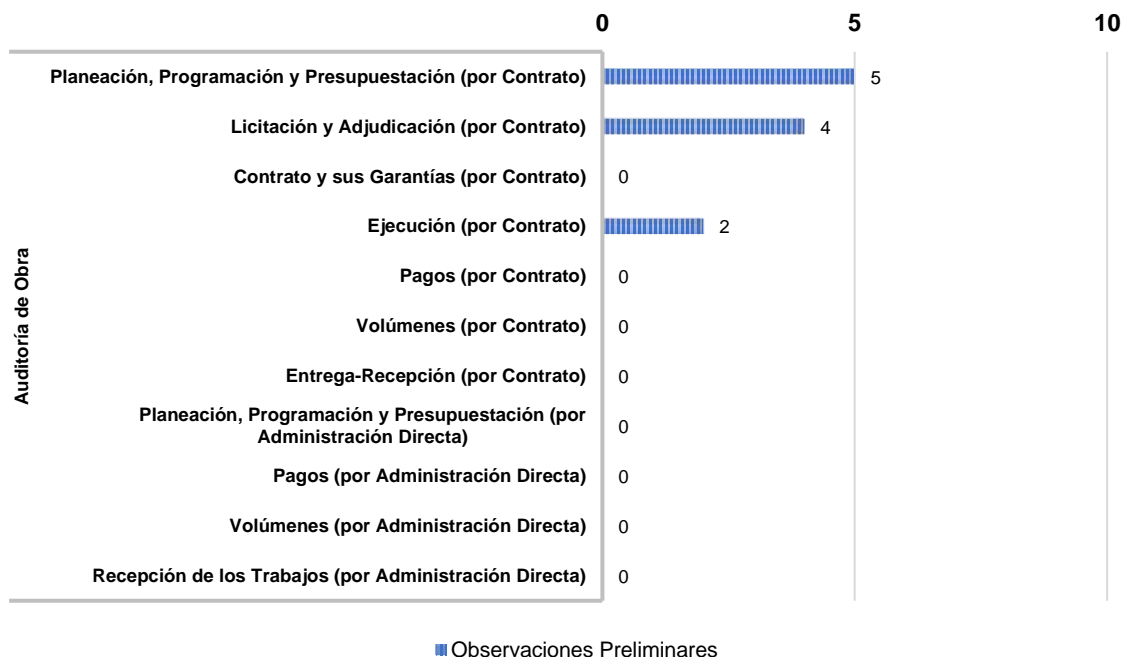 0 5 10
Planeación, Programación y Presupuestación (por Contrato) 5
Licitación y Adjudicación (por Contrato) 4
Contrato y sus Garantías (por Contrato) 0
Ejecución (por Contrato) 2
Pagos (por Contrato) 0
Volúmenes (por Contrato) 0
Entrega-Recepción (por Contrato) 0
Planeación, Programación y Presupuestación (por
Administración Directa) 0
Pagos (por Administración Directa) 0
Volúmenes (por Administración Directa) 0
Recepción de los Trabajos (por Administración Directa) 0
Auditoría de Obra
Observaciones Preliminares